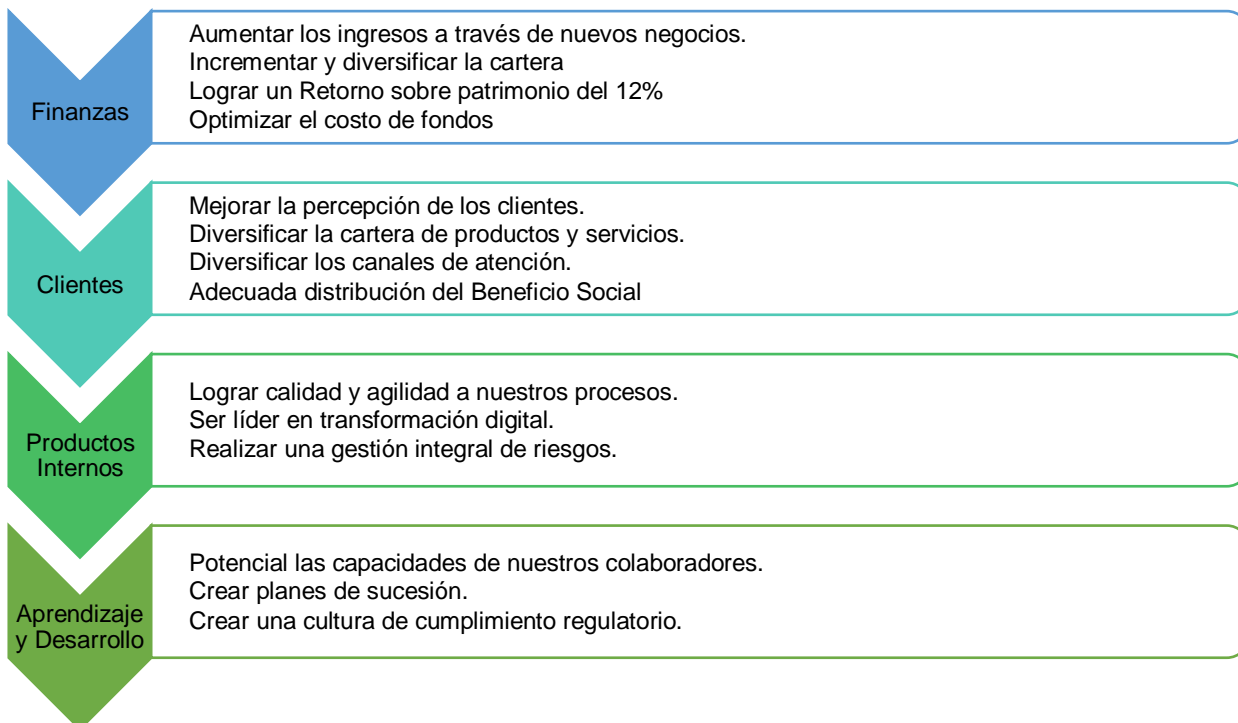 Finanzas
Aumentar los ingresos a través de nuevos negocios.
Incrementar y diversificar la cartera
Lograr un Retorno sobre patrimonio del 12%
Optimizar el costo de fondos
Clientes
Mejorar la percepción de los clientes.
Diversificar la cartera de productos y servicios.
Diversificar los canales de atención.
Adecuada distribución del Beneficio Social
Productos
Internos
Lograr calidad y agilidad a nuestros procesos.
Ser líder en transformación digital.
Realizar una gestión integral de riesgos.
Aprendizaje
y Desarrollo
Potencial las capacidades de nuestros colaboradores.
Crear planes de sucesión.
Crear una cultura de cumplimiento regulatorio.